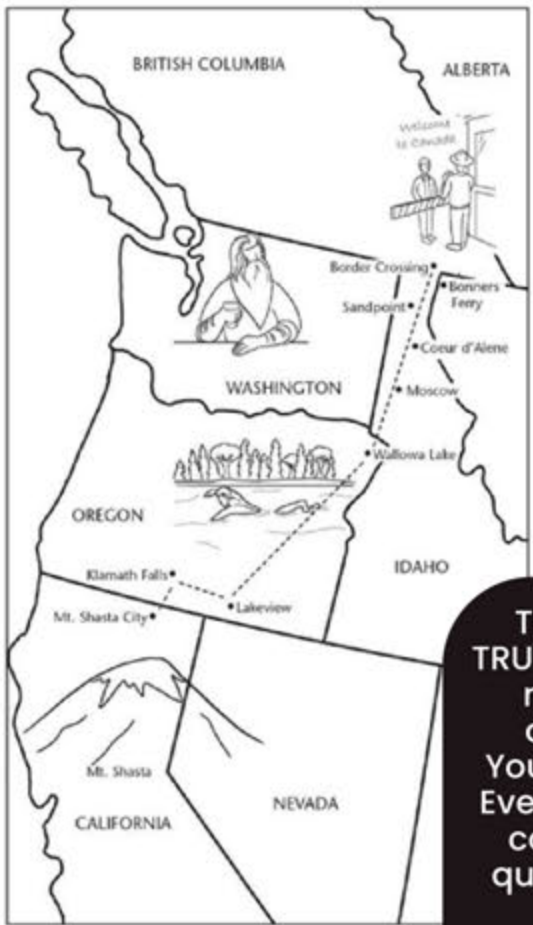 BRITISH COLUMBIA
ALBERTA
Welcome
to Canada
Border Crossing
Bonners
Ferry
Sandpoint
Coeur d'Alene
WASHINGTON
Moscow
Wallowa Lake
OREGON
IDAHO
Klamath Falls
Lakeview
Mt. Shasta City
Mt. Shasta
NEVADA
CALIFORNIA
T
TRU
You
Eve
co
qu